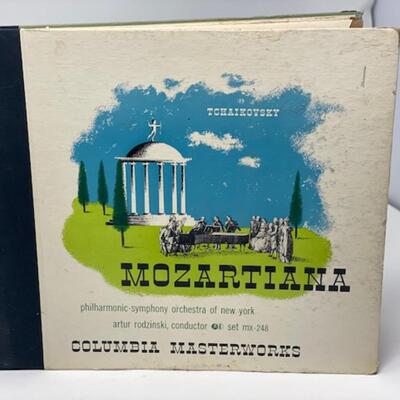 TCHAIKOVSKY
MOZARTIANA
philharmonic-symphony orchestra of new york
artur rodzinski, conductor set mx-248
COLUMBIA MASTERWORKS